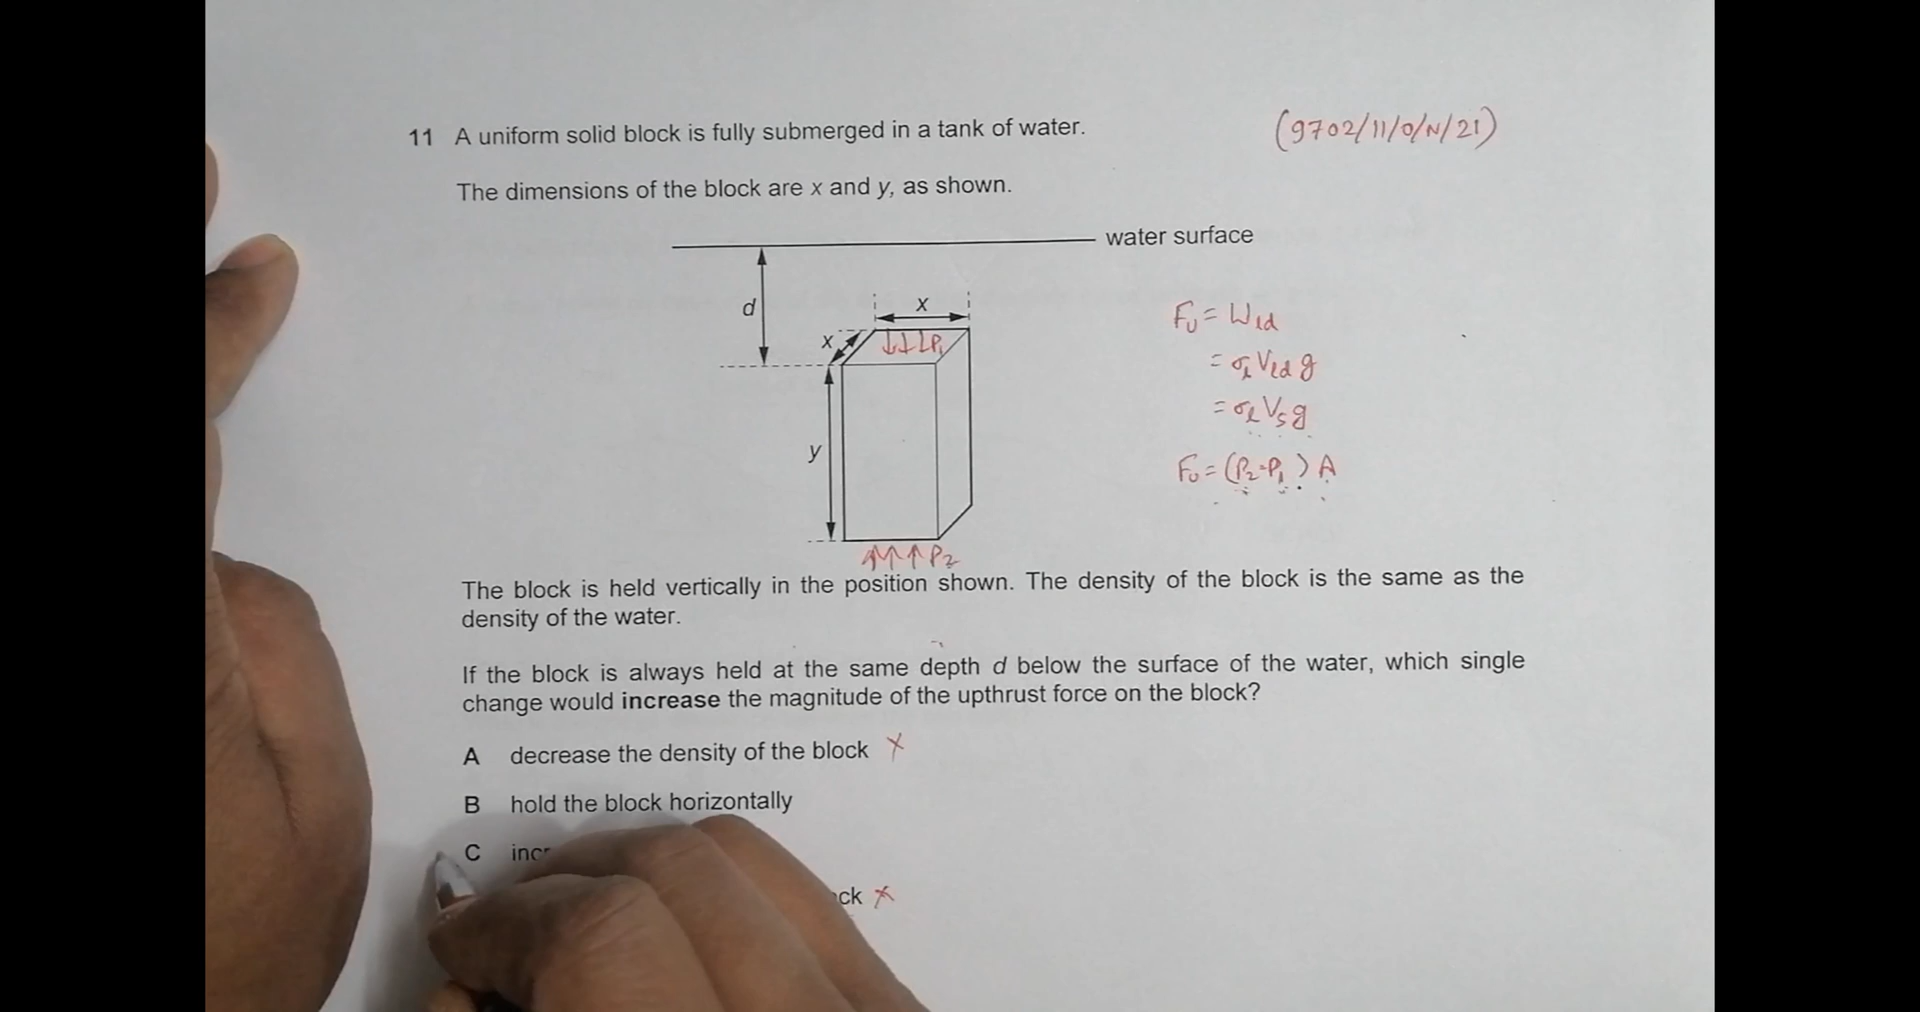 11 A uniform solid block is fully submerged in a tank of water.
(9702/11/O/N/21)
The dimensions of the block are x and y, as shown.
water surface
d
x
x
P₁
y
P₂
Fᵤ = Wld
= σl Vld g
= σl Vs g
Fᵤ = (P₂-P₁) A
The block is held vertically in the position shown. The density of the block is the same as the
density of the water.
If the block is always held at the same depth d below the surface of the water, which single
change would increase the magnitude of the upthrust force on the block?
A decrease the density of the block ✗
B hold the block horizontally
C
✗